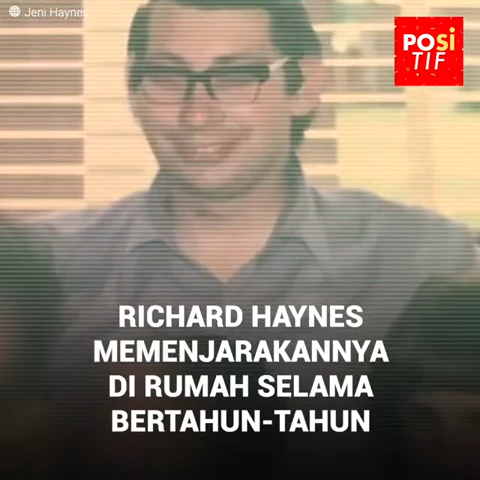 Jeni Haynes
POSI
TIF
RICHARD HAYNES
MEMENJARAKANNYA
DI RUMAH SELAMA
BERTAHUN-TAHUN